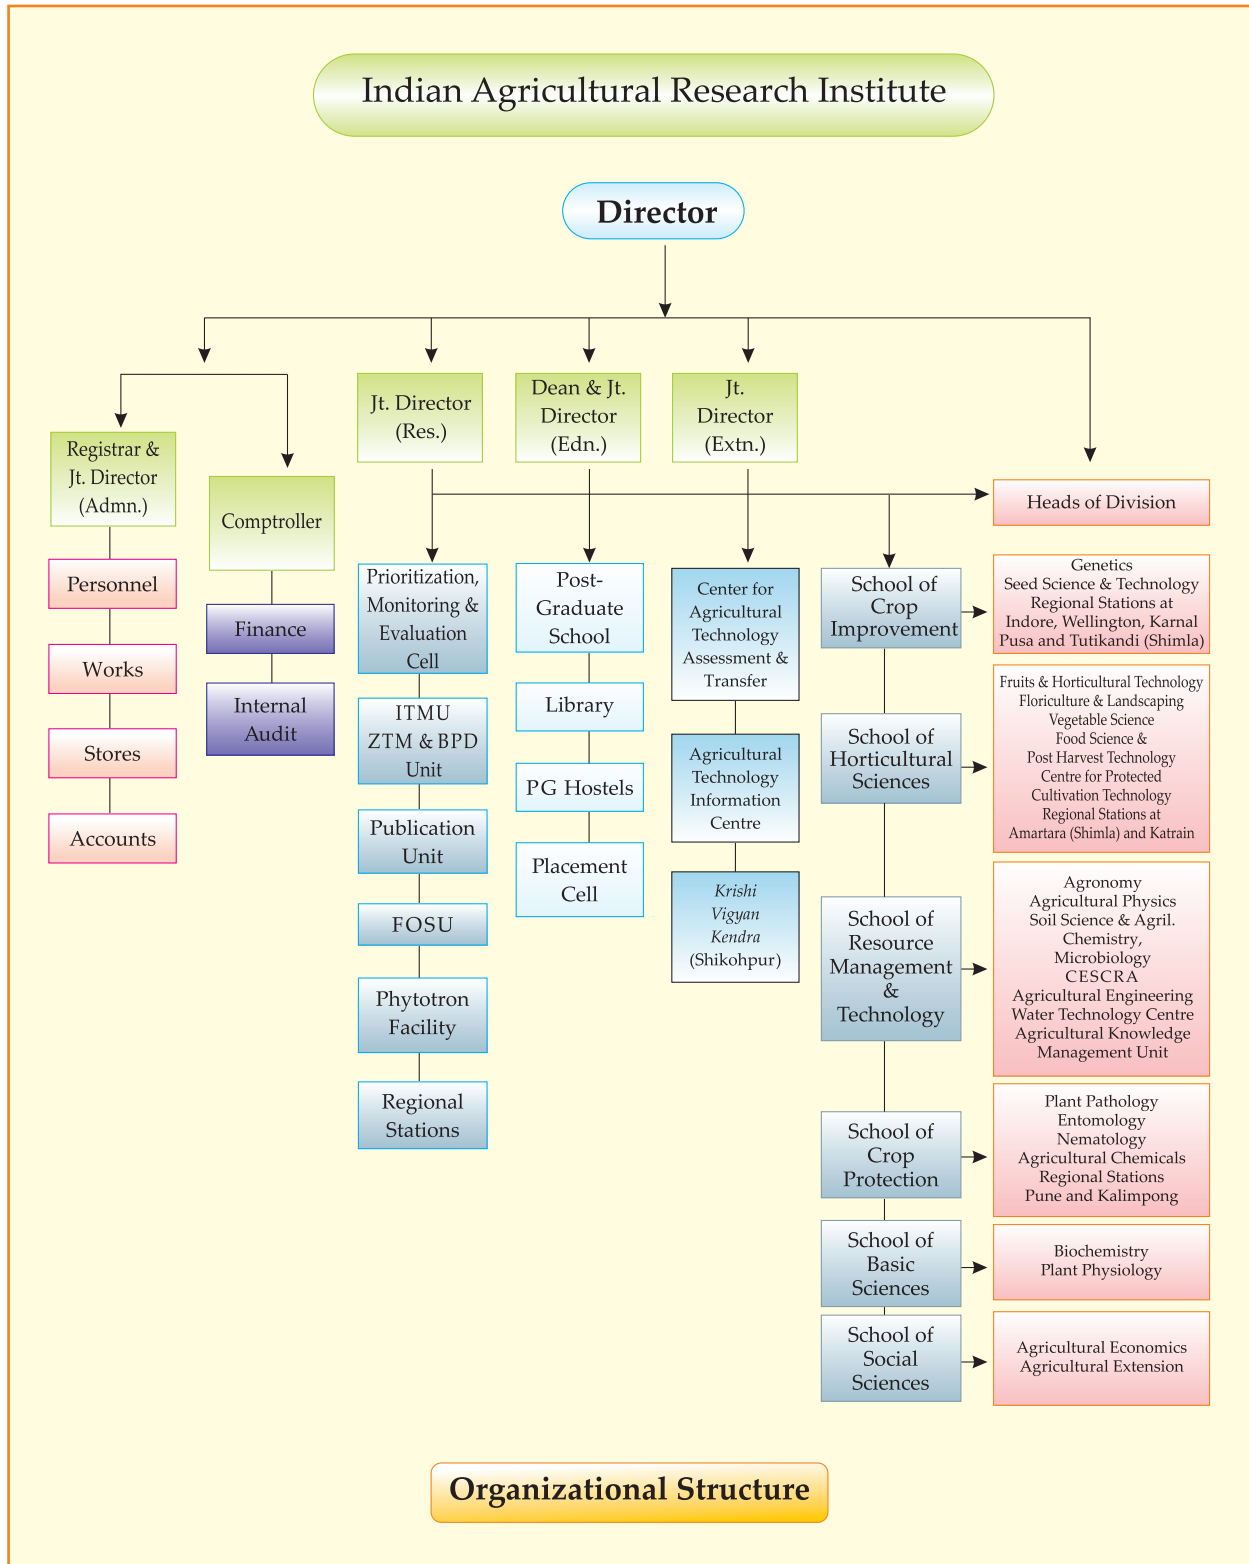 Indian Agricultural Research Institute
Director
Registrar &
Jt. Director
(Admn.)
Personnel
Works
Stores
Accounts
Comptroller
Finance
Internal
Audit
Jt. Director
(Res.)
Prioritization,
Monitoring &
Evaluation
Cell
ITMU
ZTM & BPD
Unit
Publication
Unit
FOSU
Phytotron
Facility
Regional
Stations
Dean & Jt.
Director
(Edn.)
Post-
Graduate
School
Library
PG Hostels
Placement
Cell
Jt.
Director
(Extn.)
Center for
Agricultural
Technology
Assessment &
Transfer
Agricultural
Technology
Information
Centre
Krishi
Vigyan
Kendra
(Shikohpur)
Heads of Division
School of
Crop
Improvement
Genetics
Seed Science & Technology
Regional Stations at
Indore, Wellington, Karnal
Pusa and Tutikandi (Shimla)
School of
Horticultural
Sciences
Fruits & Horticultural Technology
Floriculture & Landscaping
Vegetable Science
Food Science &
Post Harvest Technology
Centre for Protected
Cultivation Technology
Regional Stations at
Amartara (Shimla) and Katrain
School of
Resource
Management
&
Technology
Agronomy
Agricultural Physics
Soil Science & Agril.
Chemistry,
Microbiology
CESCRA
Agricultural Engineering
Water Technology Centre
Agricultural Knowledge
Management Unit
School of
Crop
Protection
Plant Pathology
Entomology
Nematology
Agricultural Chemicals
Regional Stations
Pune and Kalimpong
School of
Basic
Sciences
Biochemistry
Plant Physiology
School of
Social
Sciences
Agricultural Economics
Agricultural Extension
Organizational Structure